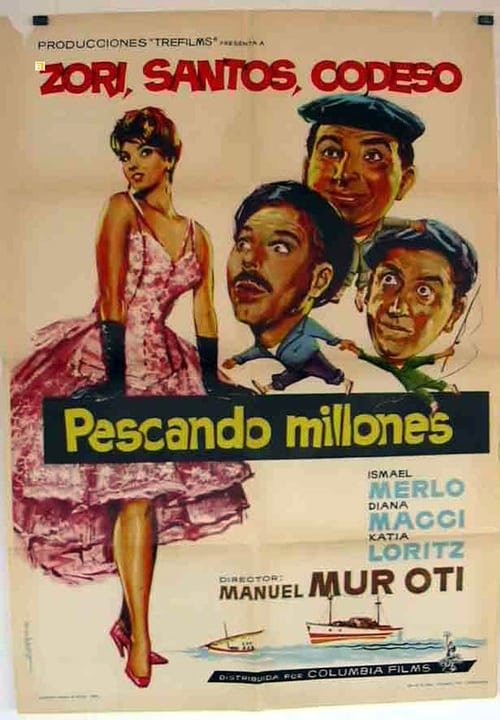 PRODUCCIONES "TREFILMS" PRESENTA A
ZORI, SANTOS, CODESO
Pescando millones
ISMAEL
MERLO
DIANA
MACCI
KATIA
LORITZ
DIRECTOR:
MANUEL MUR OTI
DISTRIBUIDA POR COLUMBIA FILMS